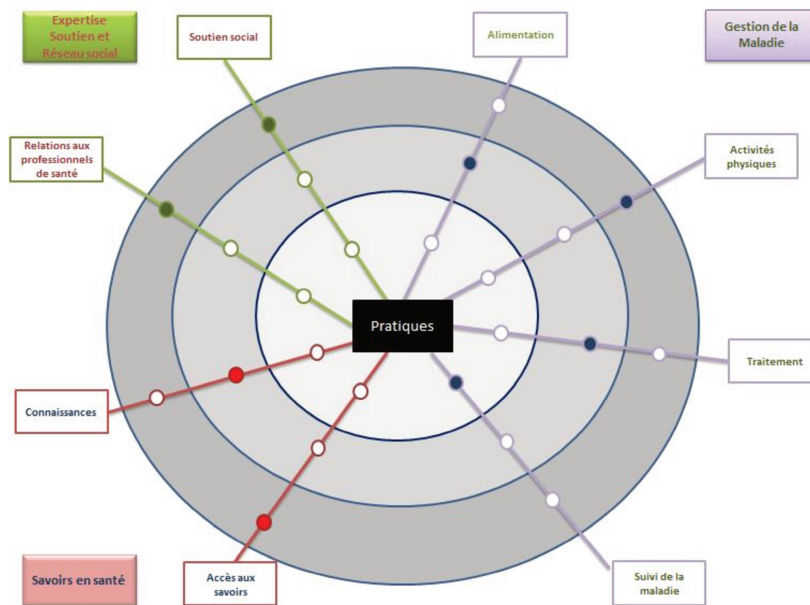 Expertise
Soutien et
Réseau social
Soutien social
Alimentation
Gestion de la
Maladie
Relations aux
professionnels
de santé
Activités
physiques
Pratiques
Traitement
Connaissances
Savoirs en santé
Accès aux
savoirs
Suivi de la
maladie